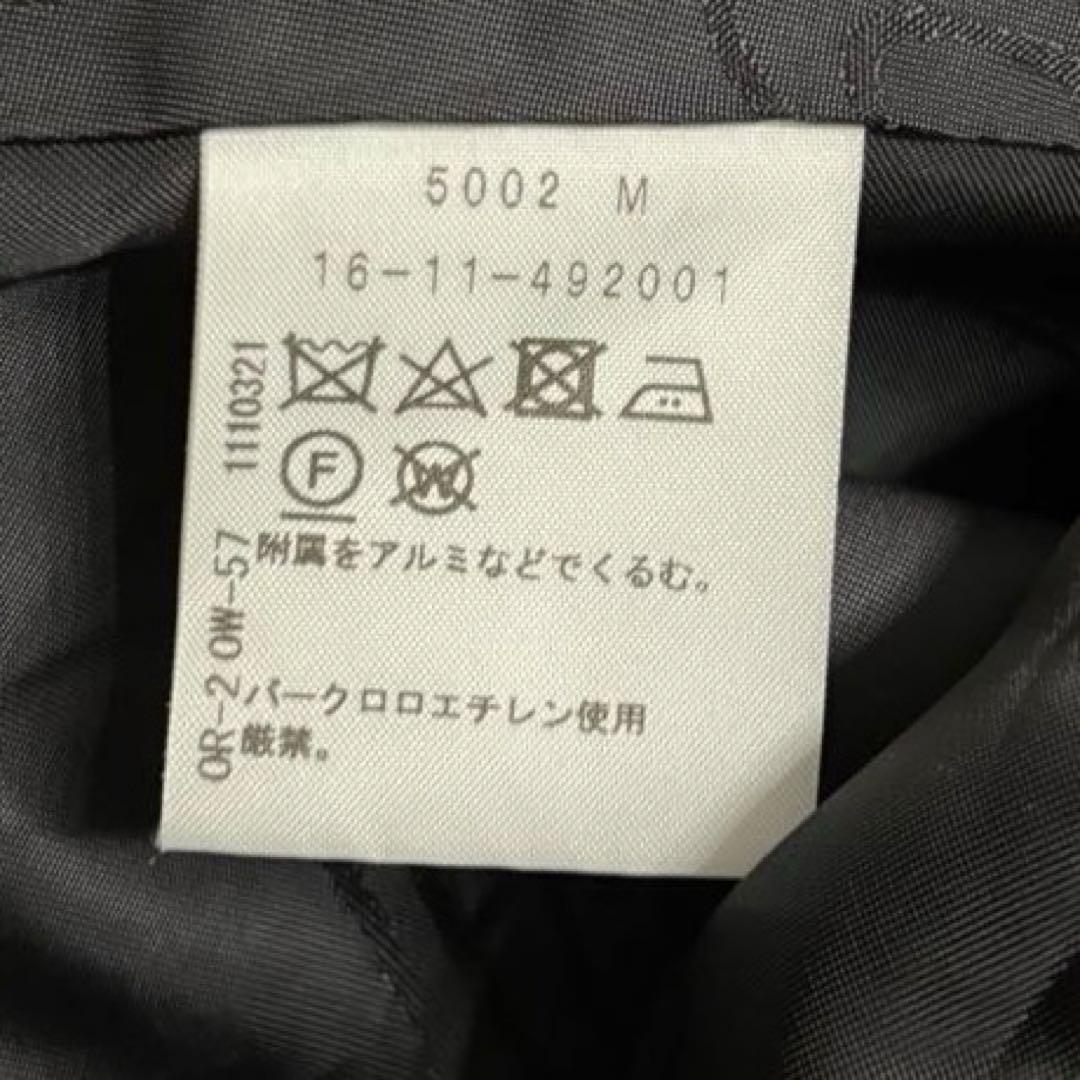 5002 M
16-11-492001
1110321
F
W
附属をアルミなどでくるむ。
パークロロエチレン使用
厳禁。
OR-2 OW-57